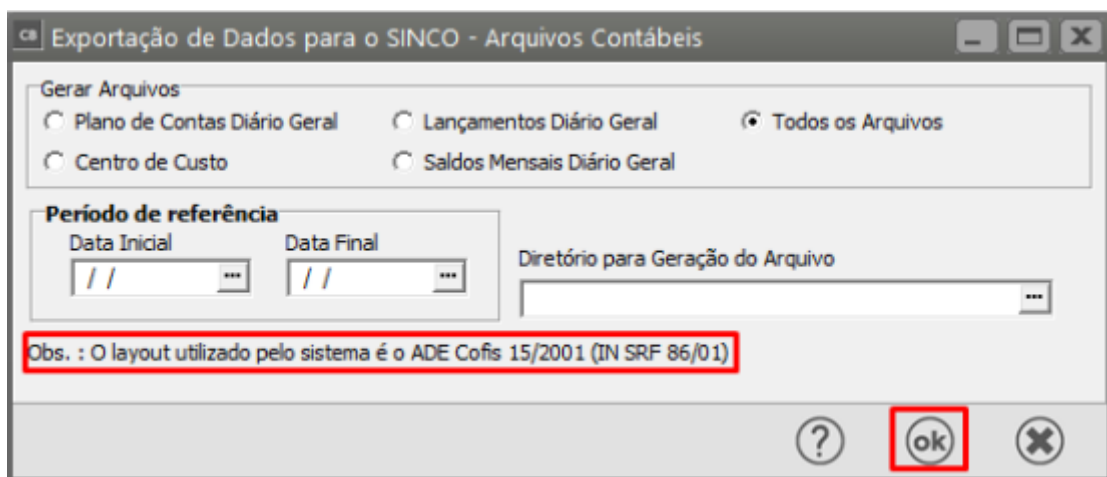 CB Exportação de Dados para o SINCO - Arquivos Contábeis
Gerar Arquivos
Plano de Contas Diário Geral Lançamentos Diário Geral Todos os Arquivos
Centro de Custo Saldos Mensais Diário Geral
Período de referência
Data Inicial Data Final
/ / ... / / ...
Diretório para Geração do Arquivo
...
Obs. : O layout utilizado pelo sistema é o ADE Cofis 15/2001 (IN SRF 86/01)
? ok